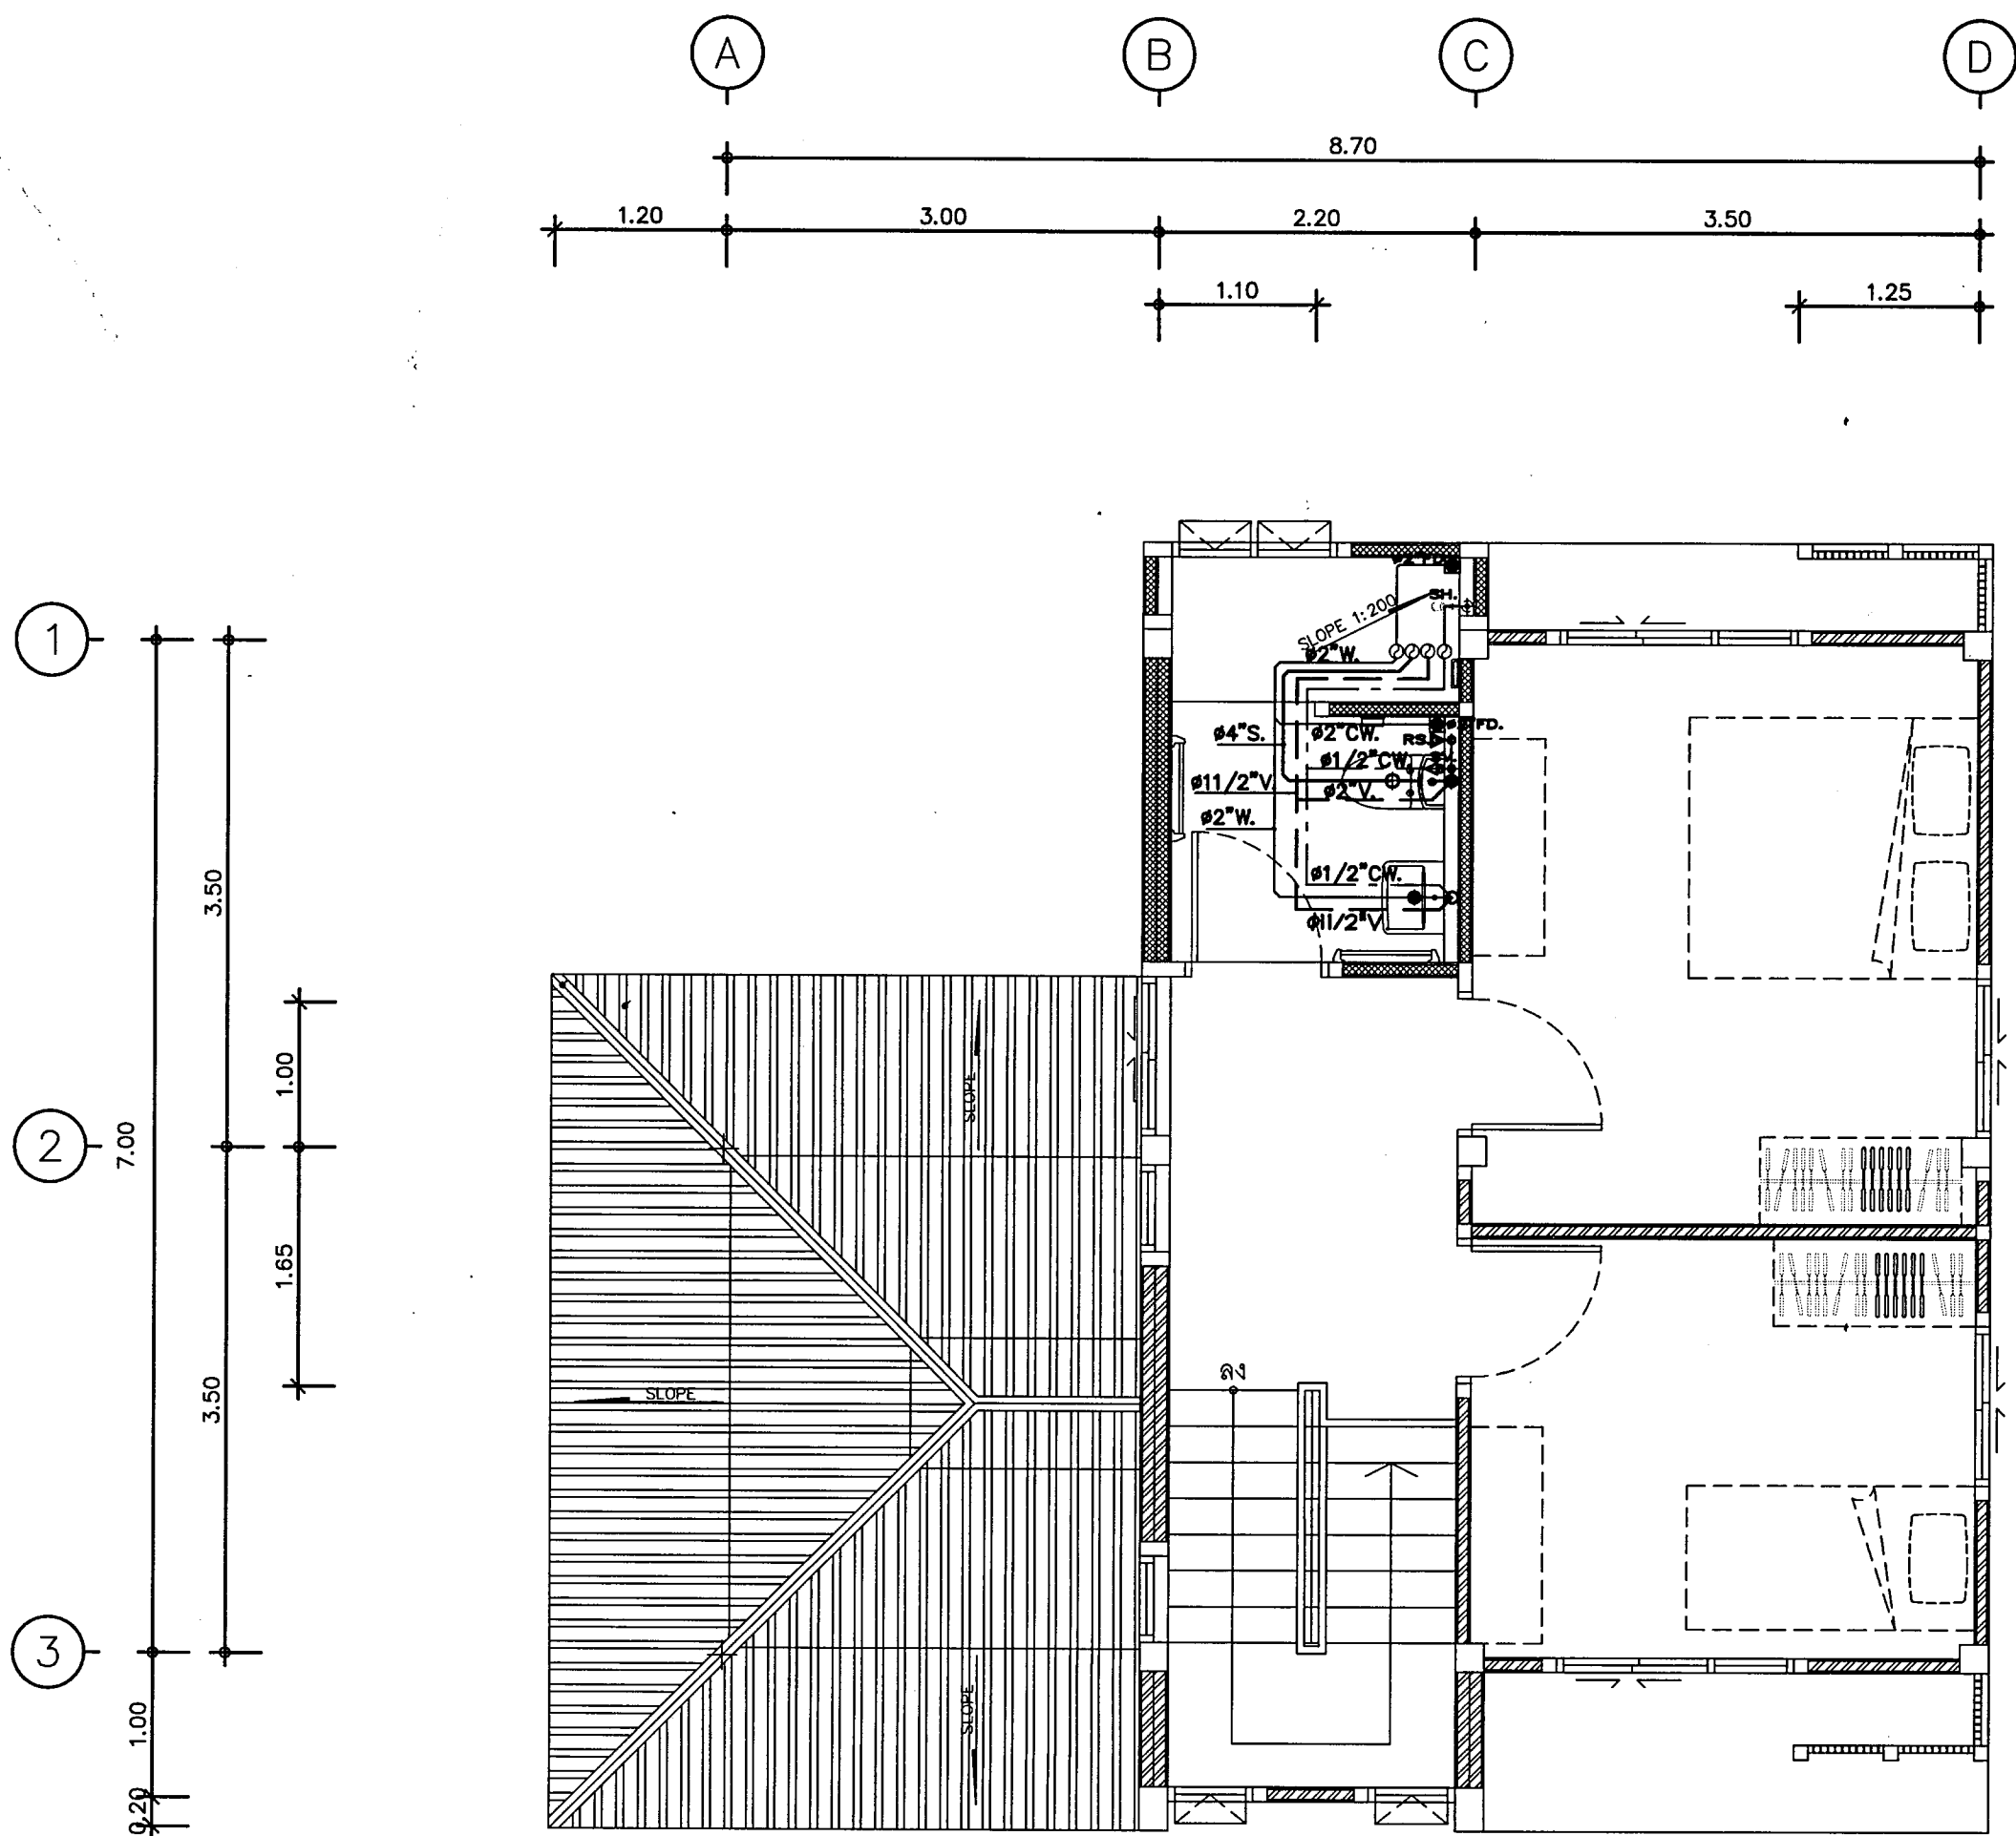 A B C D
8.70
1.20 3.00 2.20 3.50
1.10 1.25
1
SH.
SLOPE 1:200
ø2"W.
ø4"S. ø2"CW.
RS.
ø1/2"CW.
ø11/2"V. ø2"V.
ø2"W.
ø1/2"CW.
ø11/2"V
3.50
1.00
SLOPE
2
7.00
1.65
ลง
SLOPE
3.50
3
SLOPE
1.00
0.20